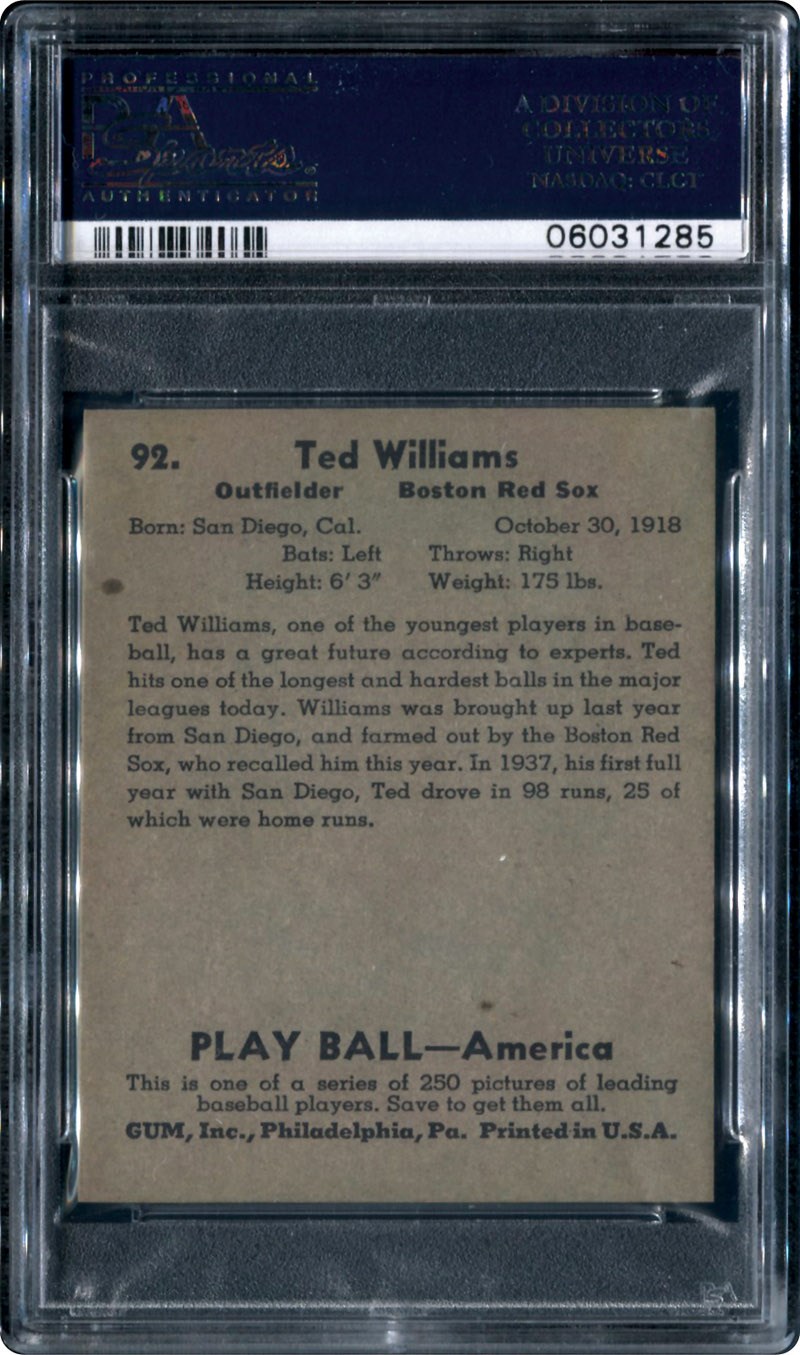 PROFESSIONAL
PSA
AUTHENTICATOR
A DIVISION OF
COLLECTORS
UNIVERSE
NASDAQ: CLCT
06031285
92. Ted Williams
Outfielder Boston Red Sox
Born: San Diego, Cal. October 30, 1918
Bats: Left Throws: Right
Height: 6' 3" Weight: 175 lbs.
Ted Williams, one of the youngest players in base-
ball, has a great future according to experts. Ted
hits one of the longest and hardest balls in the major
leagues today. Williams was brought up last year
from San Diego, and farmed out by the Boston Red
Sox, who recalled him this year. In 1937, his first full
year with San Diego, Ted drove in 98 runs, 25 of
which were home runs.
PLAY BALL—America
This is one of a series of 250 pictures of leading
baseball players. Save to get them all.
GUM, Inc., Philadelphia, Pa. Printed in U.S.A.
PSA